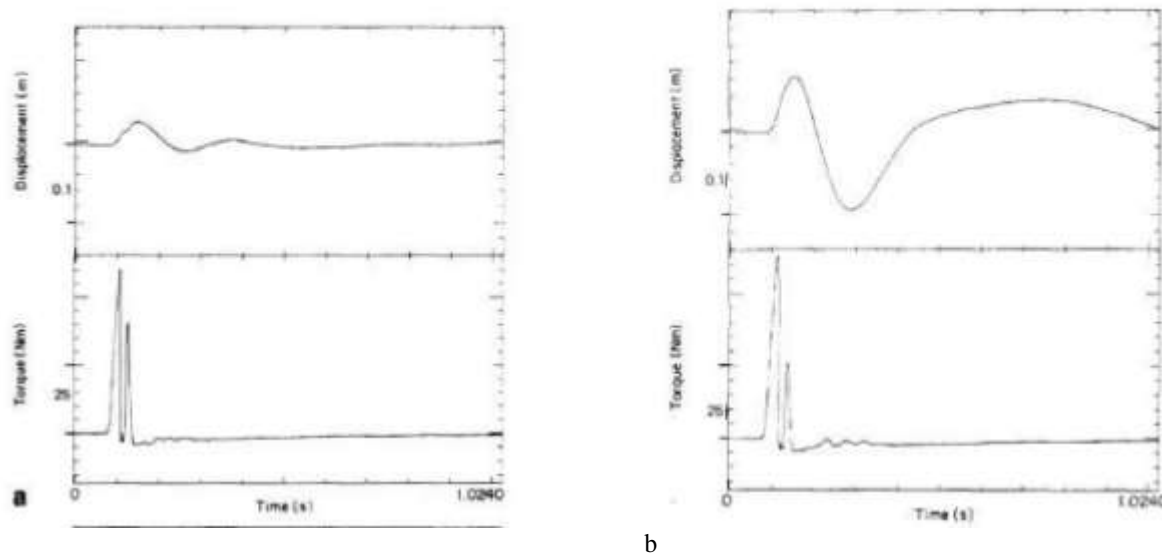 Displacement (m)
0.1
Torque (Nm)
25
a
0
Time (s)
1.0240
Displacement (m)
0.1
Torque (Nm)
25
0
Time (s)
1.0240
b